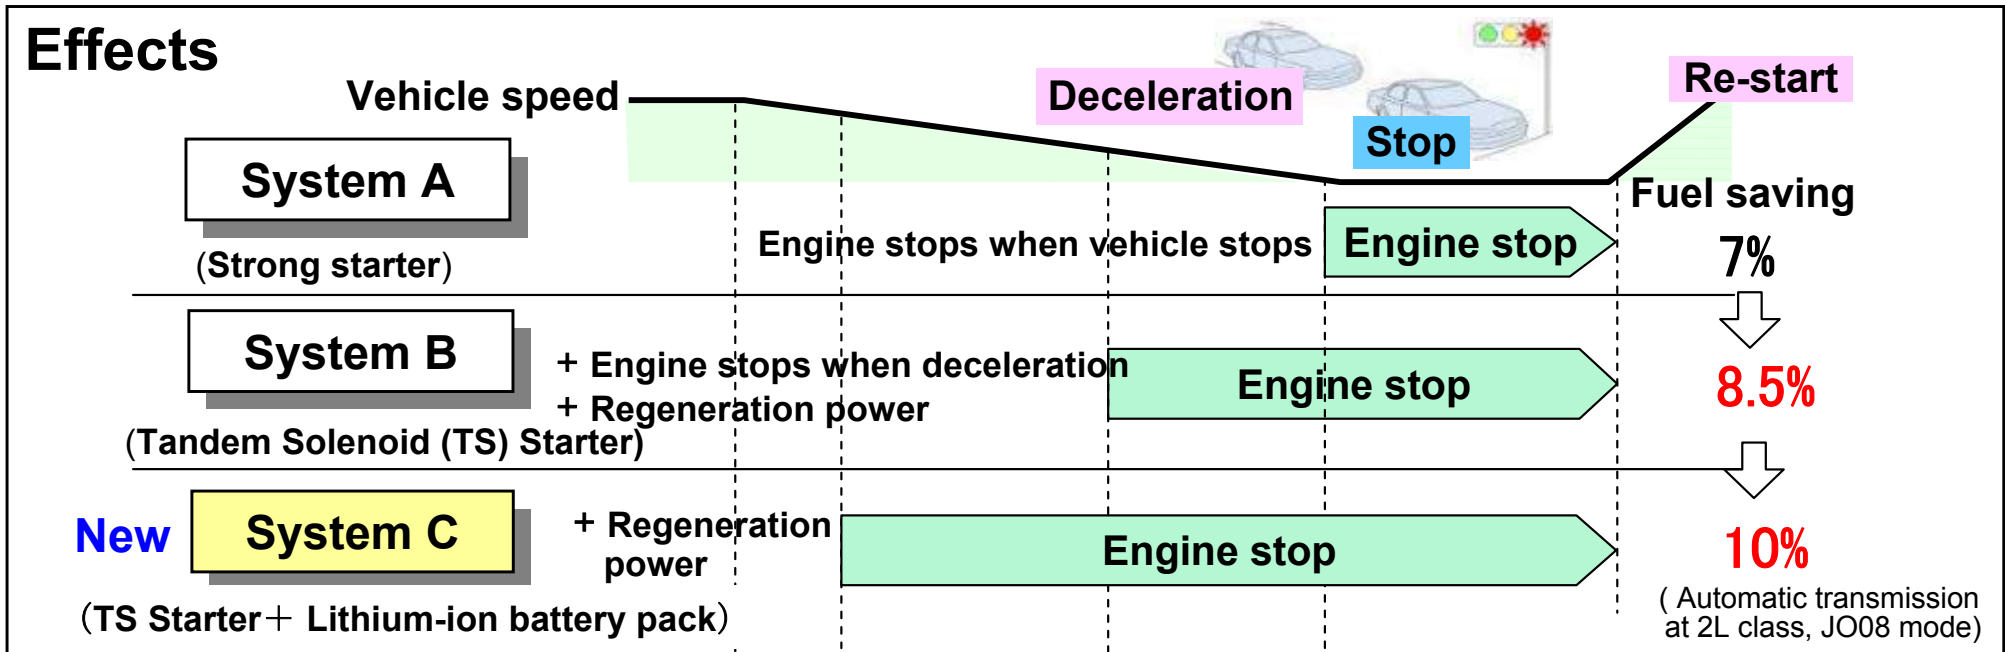 Effects
Vehicle speed
Deceleration
Stop
Re-start
System A
(Strong starter)
Engine stops when vehicle stops
Engine stop
Fuel saving
7%
System B
+ Engine stops when deceleration
+ Regeneration power
Engine stop
8.5%
(Tandem Solenoid (TS) Starter)
New
System C
+ Regeneration
power
Engine stop
10%
(TS Starter+ Lithium-ion battery pack)
( Automatic transmission
at 2L class, JO08 mode)